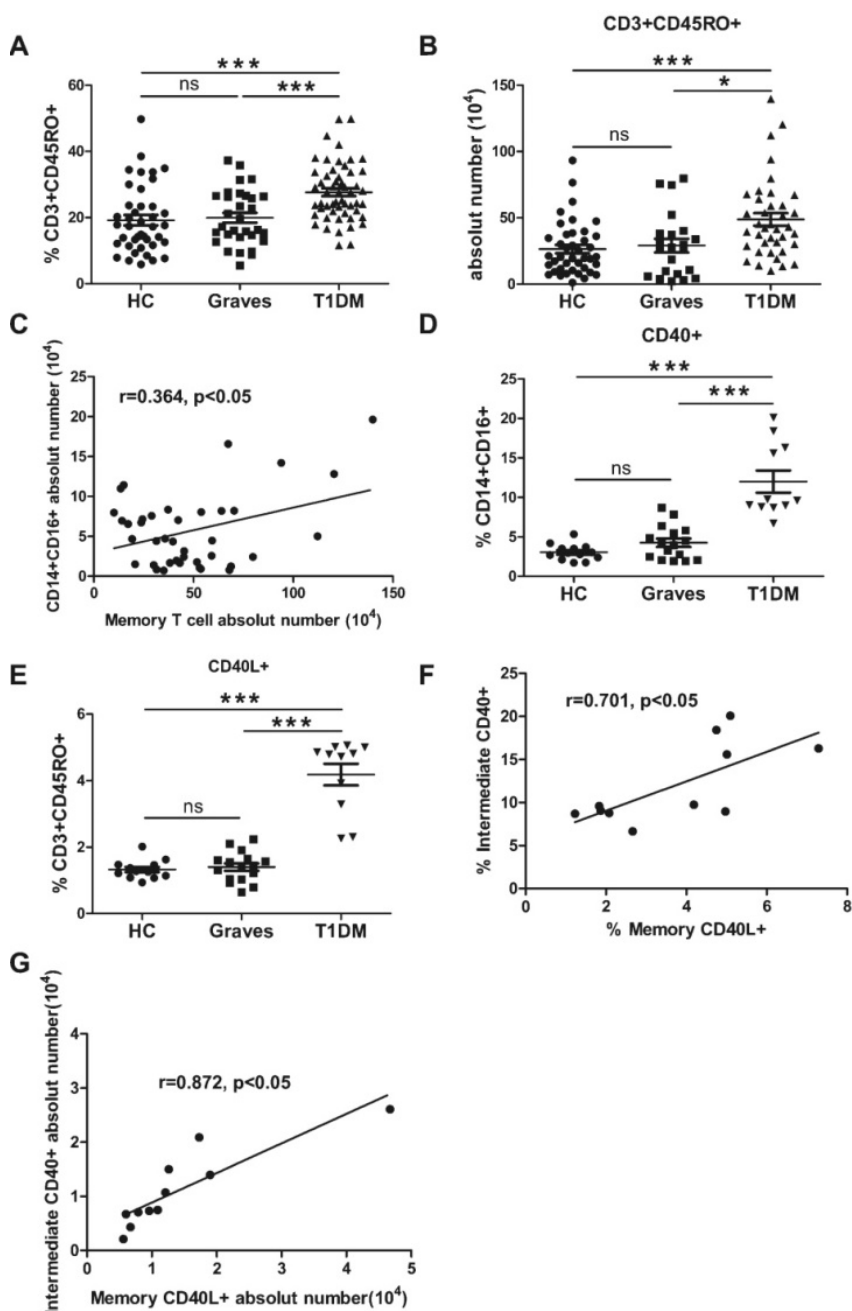 A
***
ns
***
% CD3+CD45RO+
60
40
20
0
HC
Graves
T1DM
B
CD3+CD45RO+
***
*
ns
absolut number (10⁴)
150
100
50
0
HC
Graves
T1DM
C
r=0.364, p<0.05
CD14+CD16+ absolut number (10⁴)
25
20
15
10
5
0
0
50
100
150
Memory T cell absolut number (10⁴)
D
CD40+
***
***
ns
% CD14+CD16+
25
20
15
10
5
0
HC
Graves
T1DM
E
CD40L+
***
***
ns
% CD3+CD45RO+
6
4
2
0
HC
Graves
T1DM
F
r=0.701, p<0.05
% Intermediate CD40+
25
20
15
10
5
0
0
2
4
6
8
% Memory CD40L+
G
r=0.872, p<0.05
Intermediate CD40+ absolut number(10⁴)
4
3
2
1
0
0
1
2
3
4
5
Memory CD40L+ absolut number(10⁴)